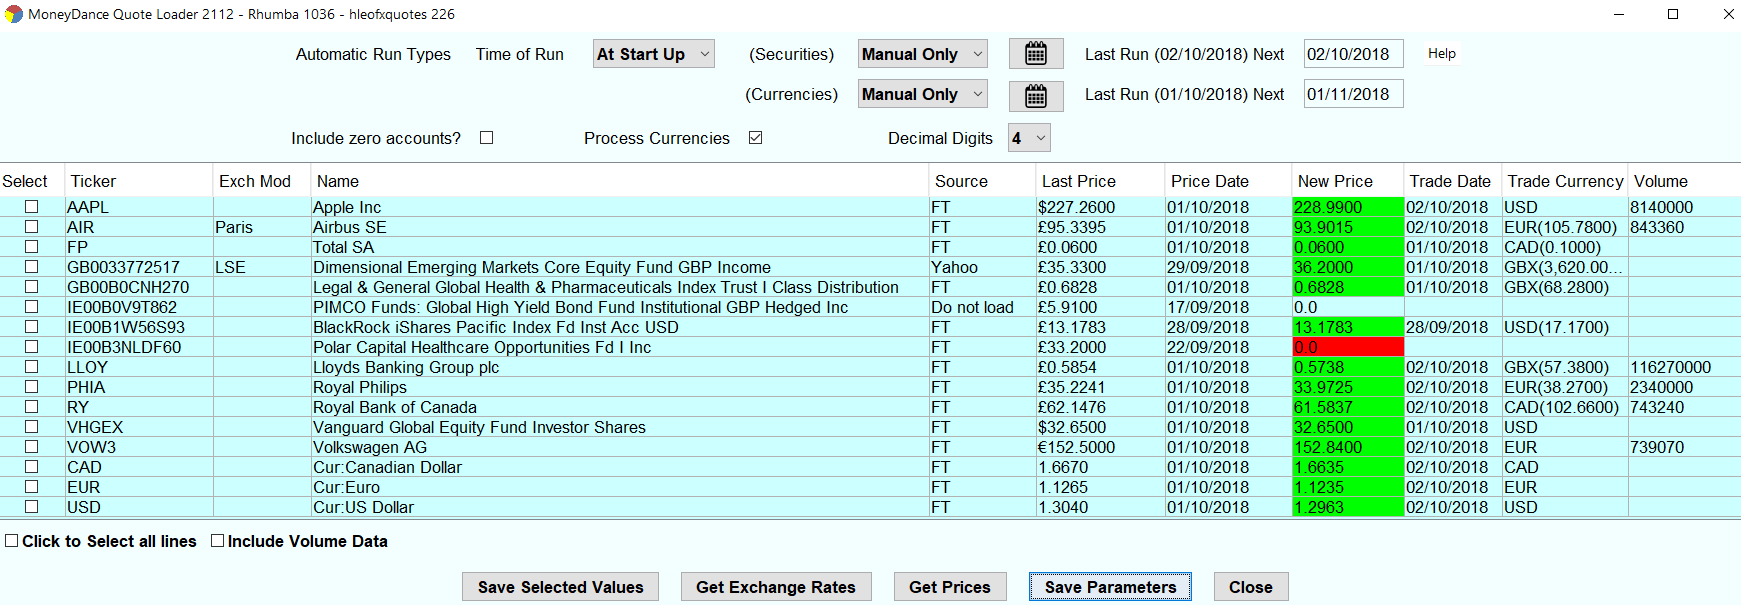 MoneyDance Quote Loader 2112 - Rhumba 1036 - hleofxquotes 226
Automatic Run Types Time of Run At Start Up (Securities) Manual Only Last Run (02/10/2018) Next 02/10/2018 Help
(Currencies) Manual Only Last Run (01/10/2018) Next 01/11/2018
Include zero accounts? Process Currencies Decimal Digits 4
Select Ticker Exch Mod Name Source Last Price Price Date New Price Trade Date Trade Currency Volume
AAPL Apple Inc FT $227.2600 01/10/2018 228.9900 02/10/2018 USD 8140000
AIR Paris Airbus SE FT £95.3395 01/10/2018 93.9015 02/10/2018 EUR(105.7800) 843360
FP Total SA FT £0.0600 01/10/2018 0.0600 01/10/2018 CAD(0.1000)
GB0033772517 LSE Dimensional Emerging Markets Core Equity Fund GBP Income Yahoo £35.3300 29/09/2018 36.2000 01/10/2018 GBX(3,620.00...
GB00B0CNH270 Legal & General Global Health & Pharmaceuticals Index Trust I Class Distribution FT £0.6828 01/10/2018 0.6828 01/10/2018 GBX(68.2800)
IE00B0V9T862 PIMCO Funds: Global High Yield Bond Fund Institutional GBP Hedged Inc Do not load £5.9100 17/09/2018 0.0
IE00B1W56S93 BlackRock iShares Pacific Index Fd Inst Acc USD FT £13.1783 28/09/2018 13.1783 28/09/2018 USD(17.1700)
IE00B3NLDF60 Polar Capital Healthcare Opportunities Fd I Inc FT £33.2000 22/09/2018 0.0
LLOY Lloyds Banking Group plc FT £0.5854 01/10/2018 0.5738 02/10/2018 GBX(57.3800) 116270000
PHIA Royal Philips FT £35.2241 01/10/2018 33.9725 02/10/2018 EUR(38.2700) 2340000
RY Royal Bank of Canada FT £62.1476 01/10/2018 61.5837 02/10/2018 CAD(102.6600) 743240
VHGEX Vanguard Global Equity Fund Investor Shares FT $32.6500 01/10/2018 32.6500 01/10/2018 USD
VOW3 Volkswagen AG FT €152.5000 01/10/2018 152.8400 02/10/2018 EUR 739070
CAD Cur:Canadian Dollar FT 1.6670 01/10/2018 1.6635 02/10/2018 CAD
EUR Cur:Euro FT 1.1265 01/10/2018 1.1235 02/10/2018 EUR
USD Cur:US Dollar FT 1.3040 01/10/2018 1.2963 02/10/2018 USD
Click to Select all lines Include Volume Data
Save Selected Values Get Exchange Rates Get Prices Save Parameters Close